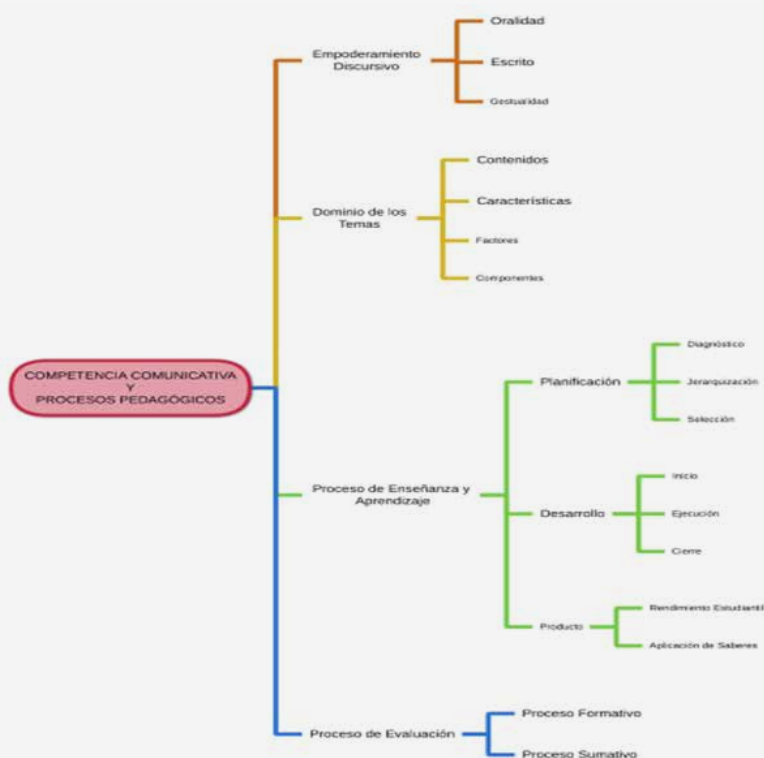 Oralidad
Empoderamiento
Discursivo
Escrito
Gestualidad
Contenidos
Dominio de los
Temas
Características
Factores
Componentes
COMPETENCIA COMUNICATIVA
Y
PROCESOS PEDAGÓGICOS
Proceso de Enseñanza y
Aprendizaje
Planificación
Diagnóstico
Jerarquización
Selección
Desarrollo
Inicio
Ejecución
Cierre
Producto
Rendimiento Estudiantil
Aplicación de Saberes
Proceso de Evaluación
Proceso Formativo
Proceso Sumativo